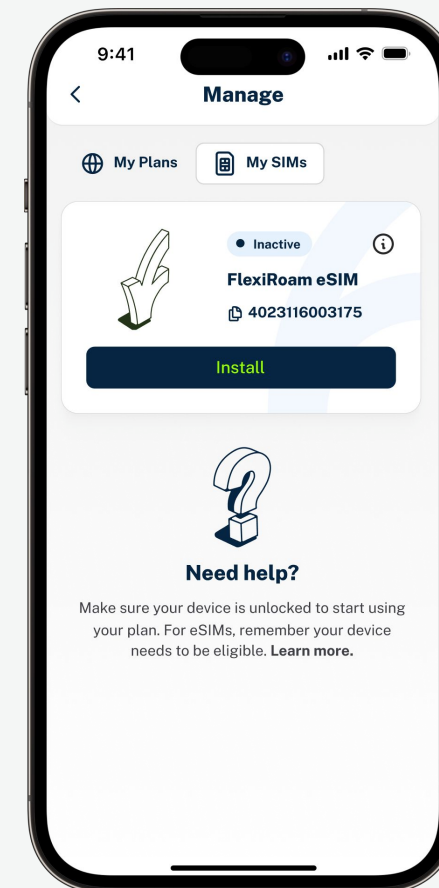 9:41
Manage
My Plans
My SIMs
Inactive
FlexiRoam eSIM
4023116003175
Install
Need help?
Make sure your device is unlocked to start using
your plan. For eSIMs, remember your device
needs to be eligible. Learn more.